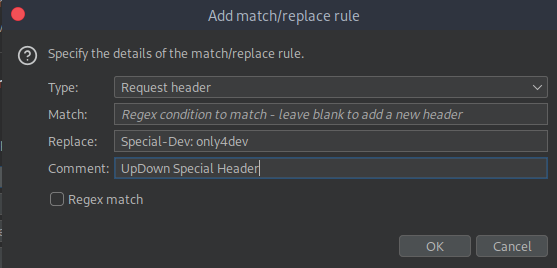 Add match/replace rule
Specify the details of the match/replace rule.
Type: Request header
Match: Regex condition to match - leave blank to add a new header
Replace: Special-Dev: only4dev
Comment: UpDown Special Header
Regex match
OK Cancel